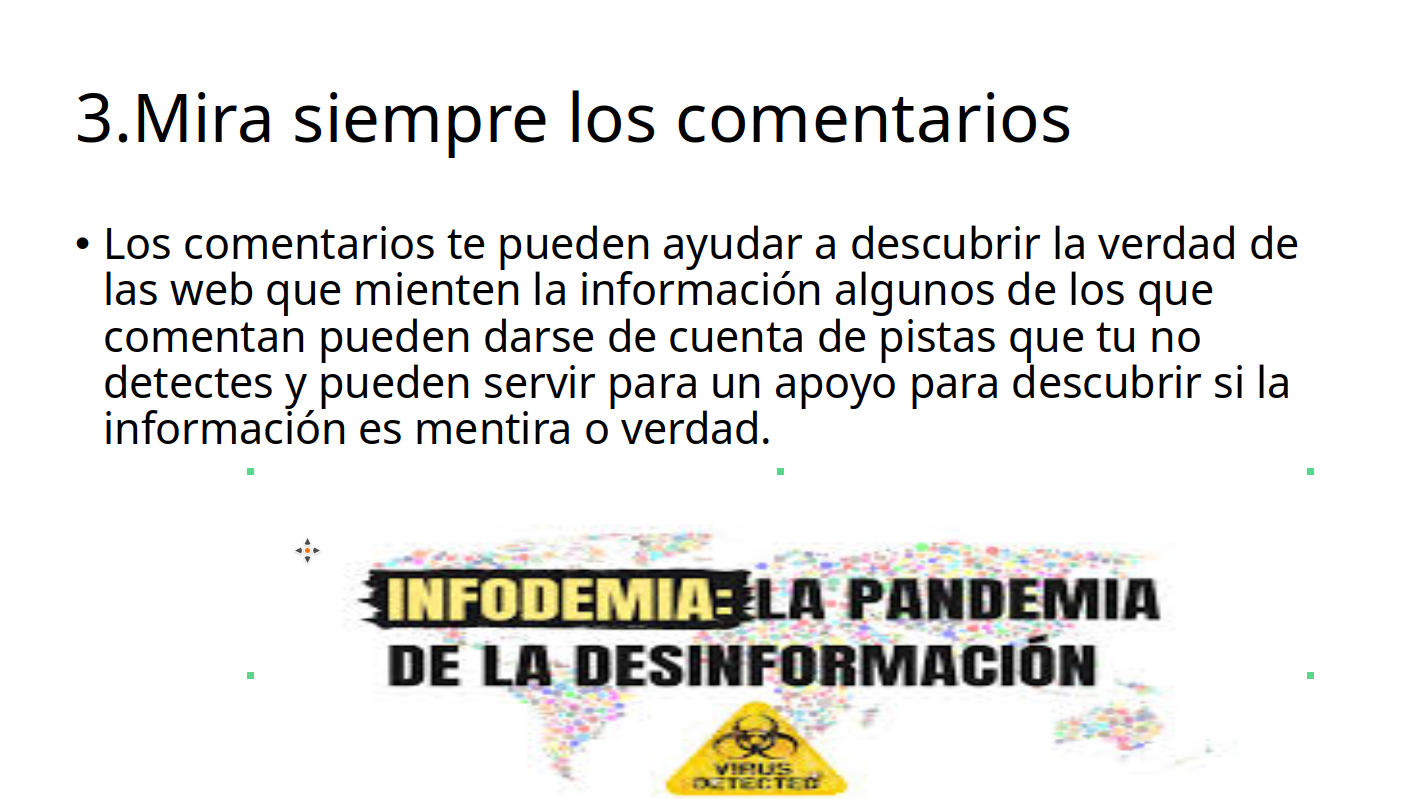 3.Mira siempre los comentarios
• Los comentarios te pueden ayudar a descubrir la verdad de
las web que mienten la información algunos de los que
comentan pueden darse de cuenta de pistas que tu no
detectes y pueden servir para un apoyo para descubrir si la
información es mentira o verdad.
INFODEMIA: LA PANDEMIA
DE LA DESINFORMACIÓN
VIRUS
DETECTED